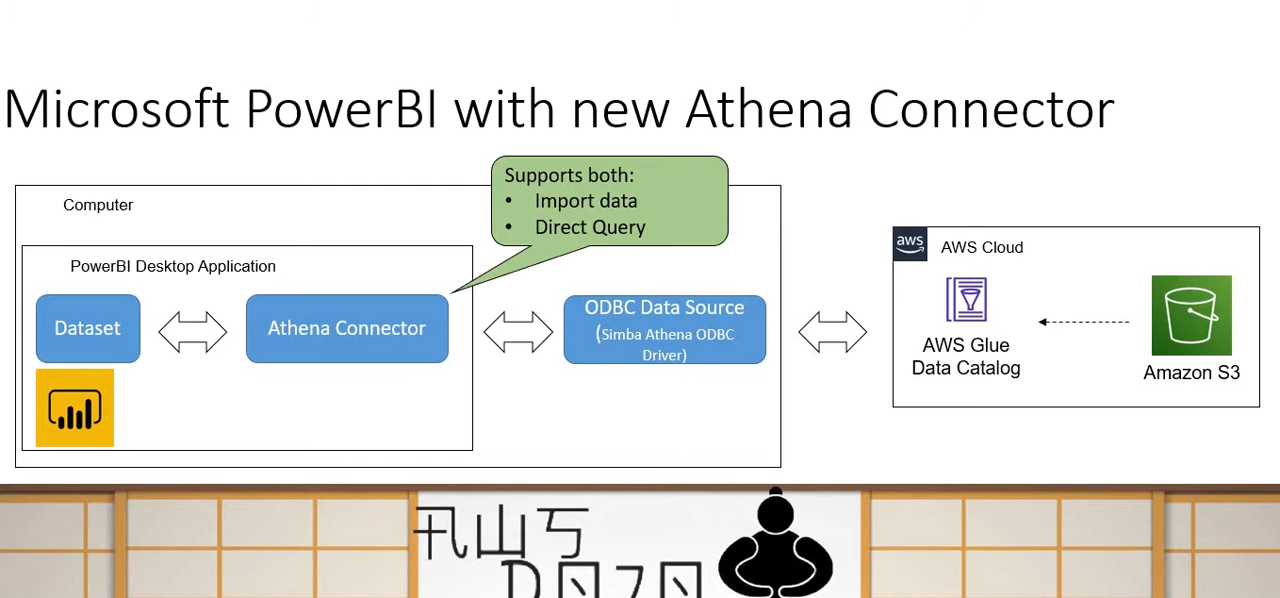 Microsoft PowerBI with new Athena Connector
Supports both:
• Import data
• Direct Query
Computer
PowerBI Desktop Application
Dataset
Athena Connector
ODBC Data Source
(Simba Athena ODBC
Driver)
aws
AWS Cloud
AWS Glue
Data Catalog
Amazon S3